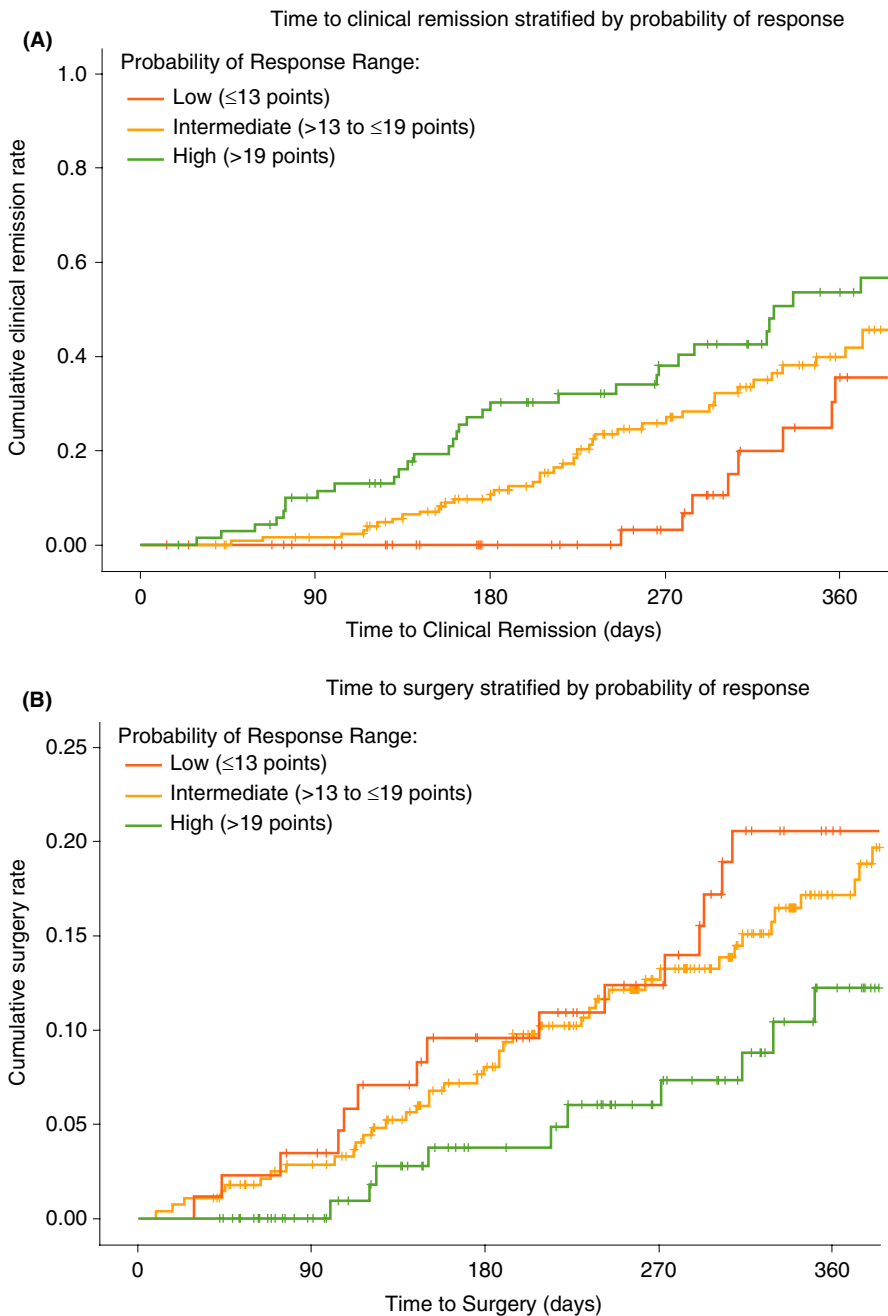 Time to clinical remission stratified by probability of response
(A)
Probability of Response Range:
Low (≤13 points)
Intermediate (>13 to ≤19 points)
High (>19 points)
1.0
0.8
0.6
0.4
0.2
0.00
Cumulative clinical remission rate
0 90 180 270 360
Time to Clinical Remission (days)
Time to surgery stratified by probability of response
(B)
Probability of Response Range:
Low (≤13 points)
Intermediate (>13 to ≤19 points)
High (>19 points)
0.25
0.20
0.15
0.10
0.05
0.00
Cumulative surgery rate
0 90 180 270 360
Time to Surgery (days)